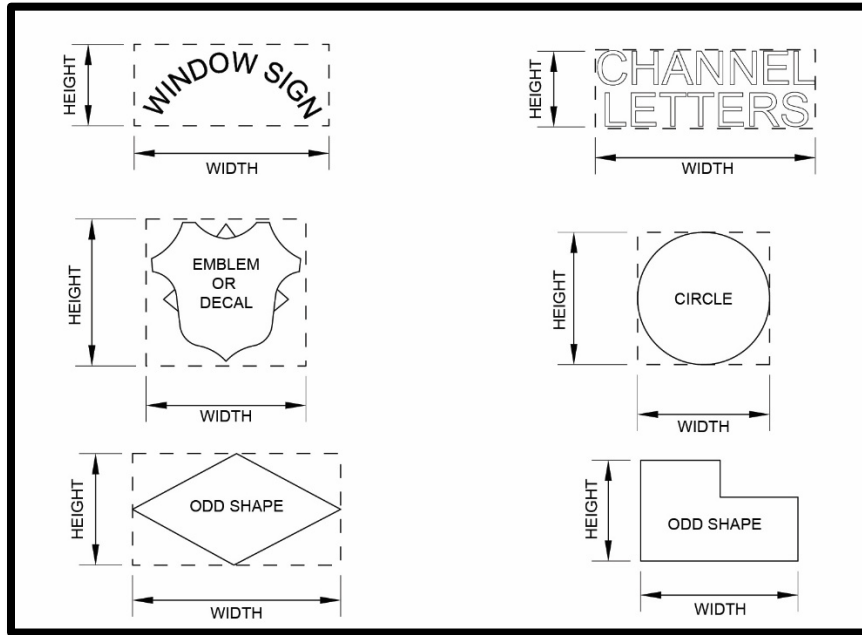 HEIGHT
WINDOW SIGN
WIDTH
HEIGHT
CHANNEL
LETTERS
WIDTH
HEIGHT
EMBLEM
OR
DECAL
WIDTH
HEIGHT
CIRCLE
WIDTH
HEIGHT
ODD SHAPE
WIDTH
HEIGHT
ODD SHAPE
WIDTH